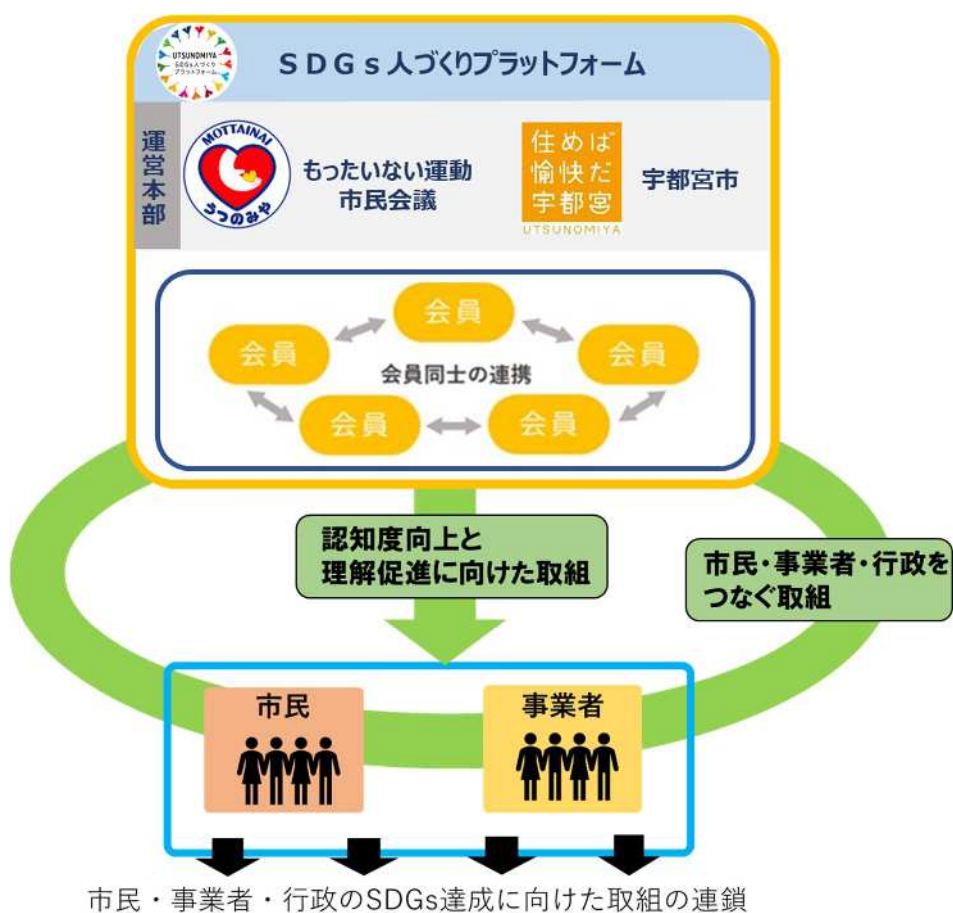 UTSUNOMIYA
SDGs人づくり
プラットフォーム
SDGs人づくりプラットフォーム
運営本部
MOTTAINAI
うつのみや
もったいない運動
市民会議
住めば
愉快だ
宇都宮
UTSUNOMIYA
宇都宮市
会員
会員
会員
会員同士の連携
会員
会員
認知度向上と
理解促進に向けた取組
市民・事業者・行政を
つなぐ取組
市民
事業者
市民・事業者・行政のSDGs達成に向けた取組の連鎖